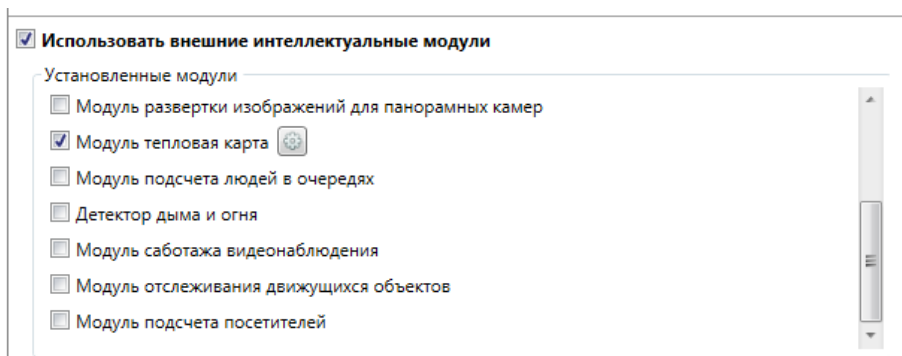 Использовать внешние интеллектуальные модули
Установленные модули
Модуль развертки изображений для панорамных камер
Модуль тепловая карта
Модуль подсчета людей в очередях
Детектор дыма и огня
Модуль саботажа видеонаблюдения
Модуль отслеживания движущихся объектов
Модуль подсчета посетителей